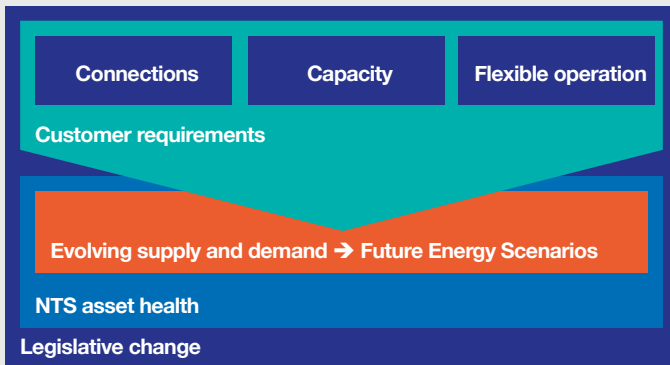 Connections
Capacity
Flexible operation
Customer requirements
Evolving supply and demand → Future Energy Scenarios
NTS asset health
Legislative change